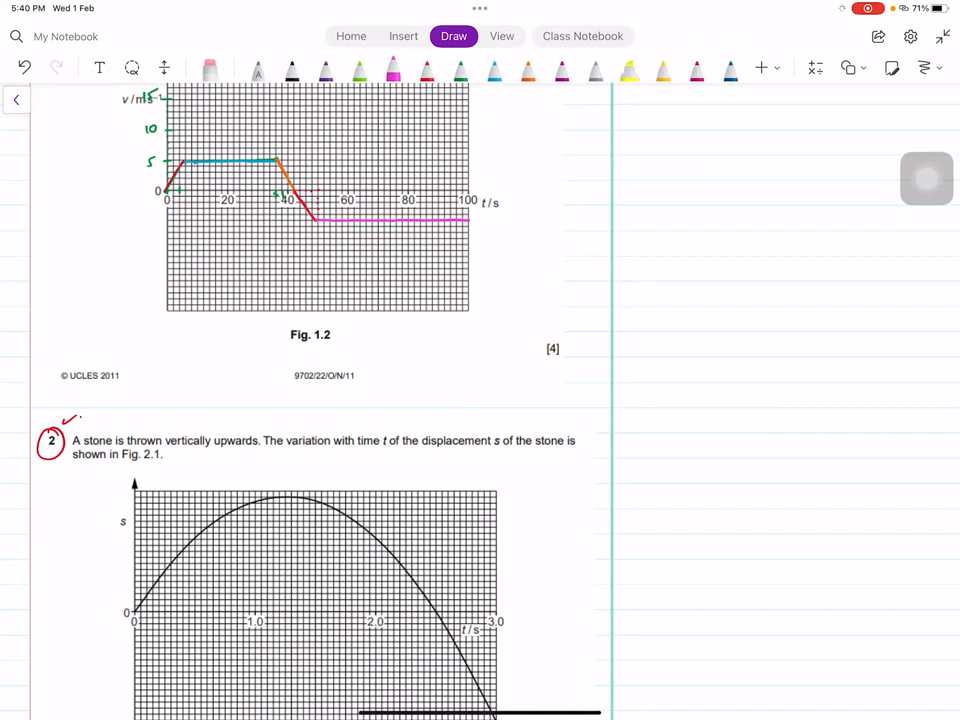 5:40 PM Wed 1 Feb
71%
My Notebook
Home Insert Draw View Class Notebook
v / m s⁻¹
15
10
5
0
0 20 40 60 80 100 t / s
Fig. 1.2
[4]
© UCLES 2011 9702/22/O/N/11
2 A stone is thrown vertically upwards. The variation with time t of the displacement s of the stone is
shown in Fig. 2.1.
s
0
0 1.0 2.0 3.0
t / s